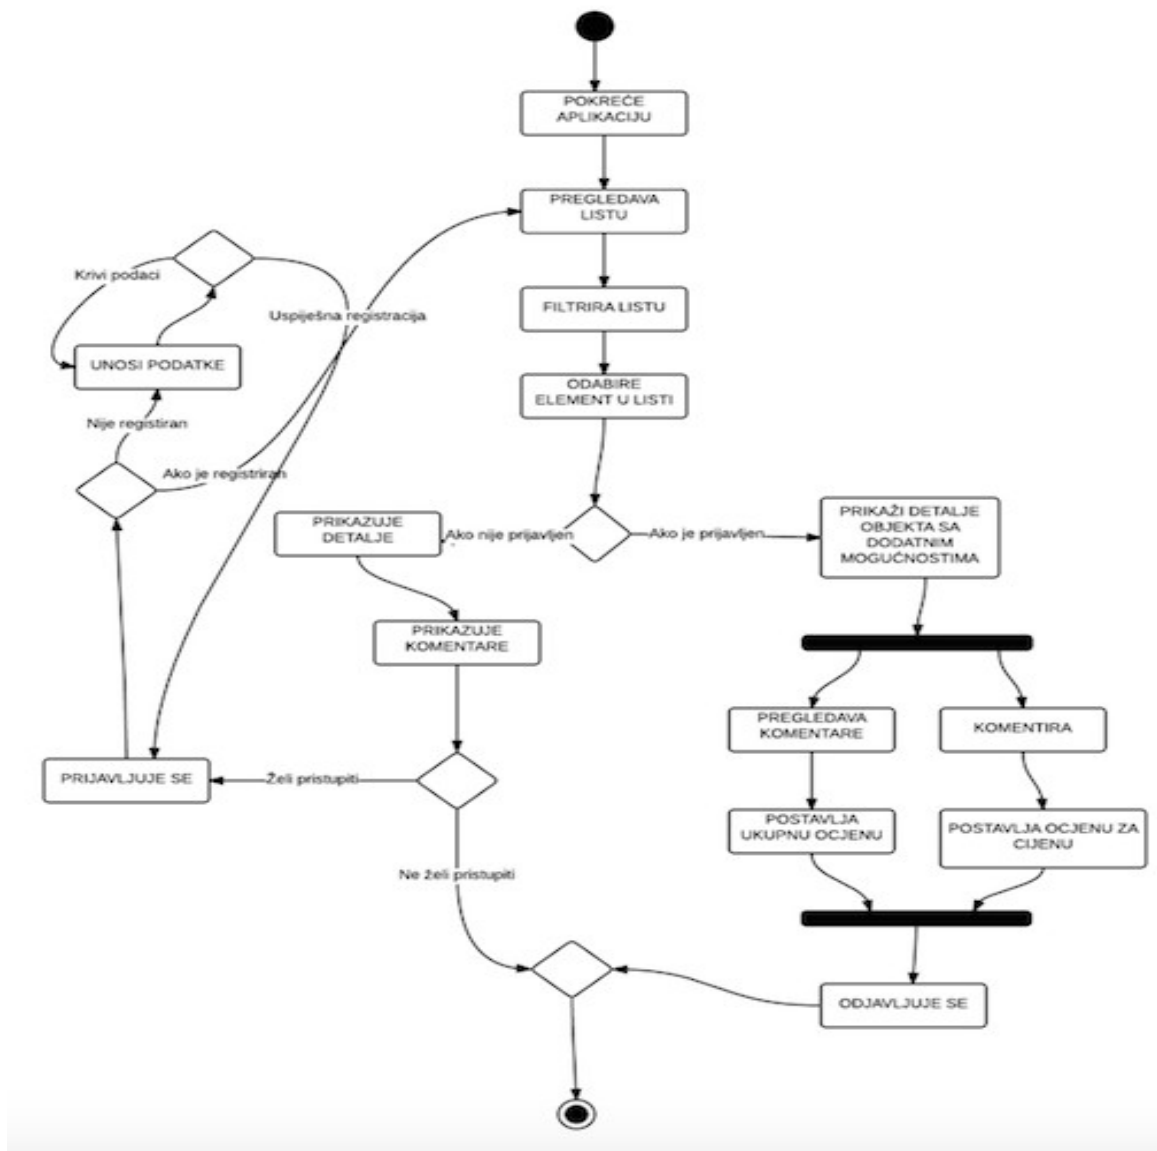 POKREĆE
APLIKACIJU
PREGLEDAVA
LISTU
Krivi podaci
FILTRIRA LISTU
Uspiješna registracija
UNOSI PODATKE
ODABIRE
ELEMENT U LISTI
Nije registiran
Ako je registriran
PRIKAZUJE
DETALJE
Ako nije prijavljen
Ako je prijavljen
PRIKAŽI DETALJE
OBJEKTA SA
DODATNIM
MOGUĆNOSTIMA
PRIKAZUJE
KOMENTARE
PREGLEDAVA
KOMENTARE
KOMENTIRA
PRIJAVLJUJE SE
Želi pristupiti
POSTAVLJA
UKUPNU OCJENU
POSTAVLJA OCJENU ZA
CIJENU
Ne želi pristupiti
ODJAVLJUJE SE